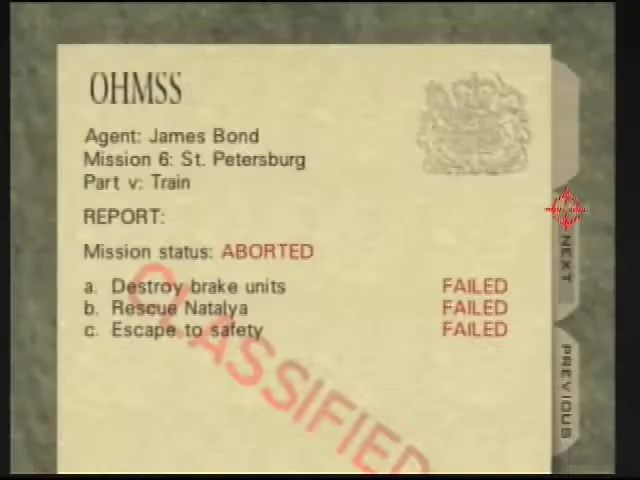 OHMSS
Agent: James Bond
Mission 6: St. Petersburg
Part v: Train
REPORT:
Mission status: ABORTED
a. Destroy brake units FAILED
b. Rescue Natalya FAILED
c. Escape to safety FAILED
CLASSIFIED
NEXT
PREVIOUS